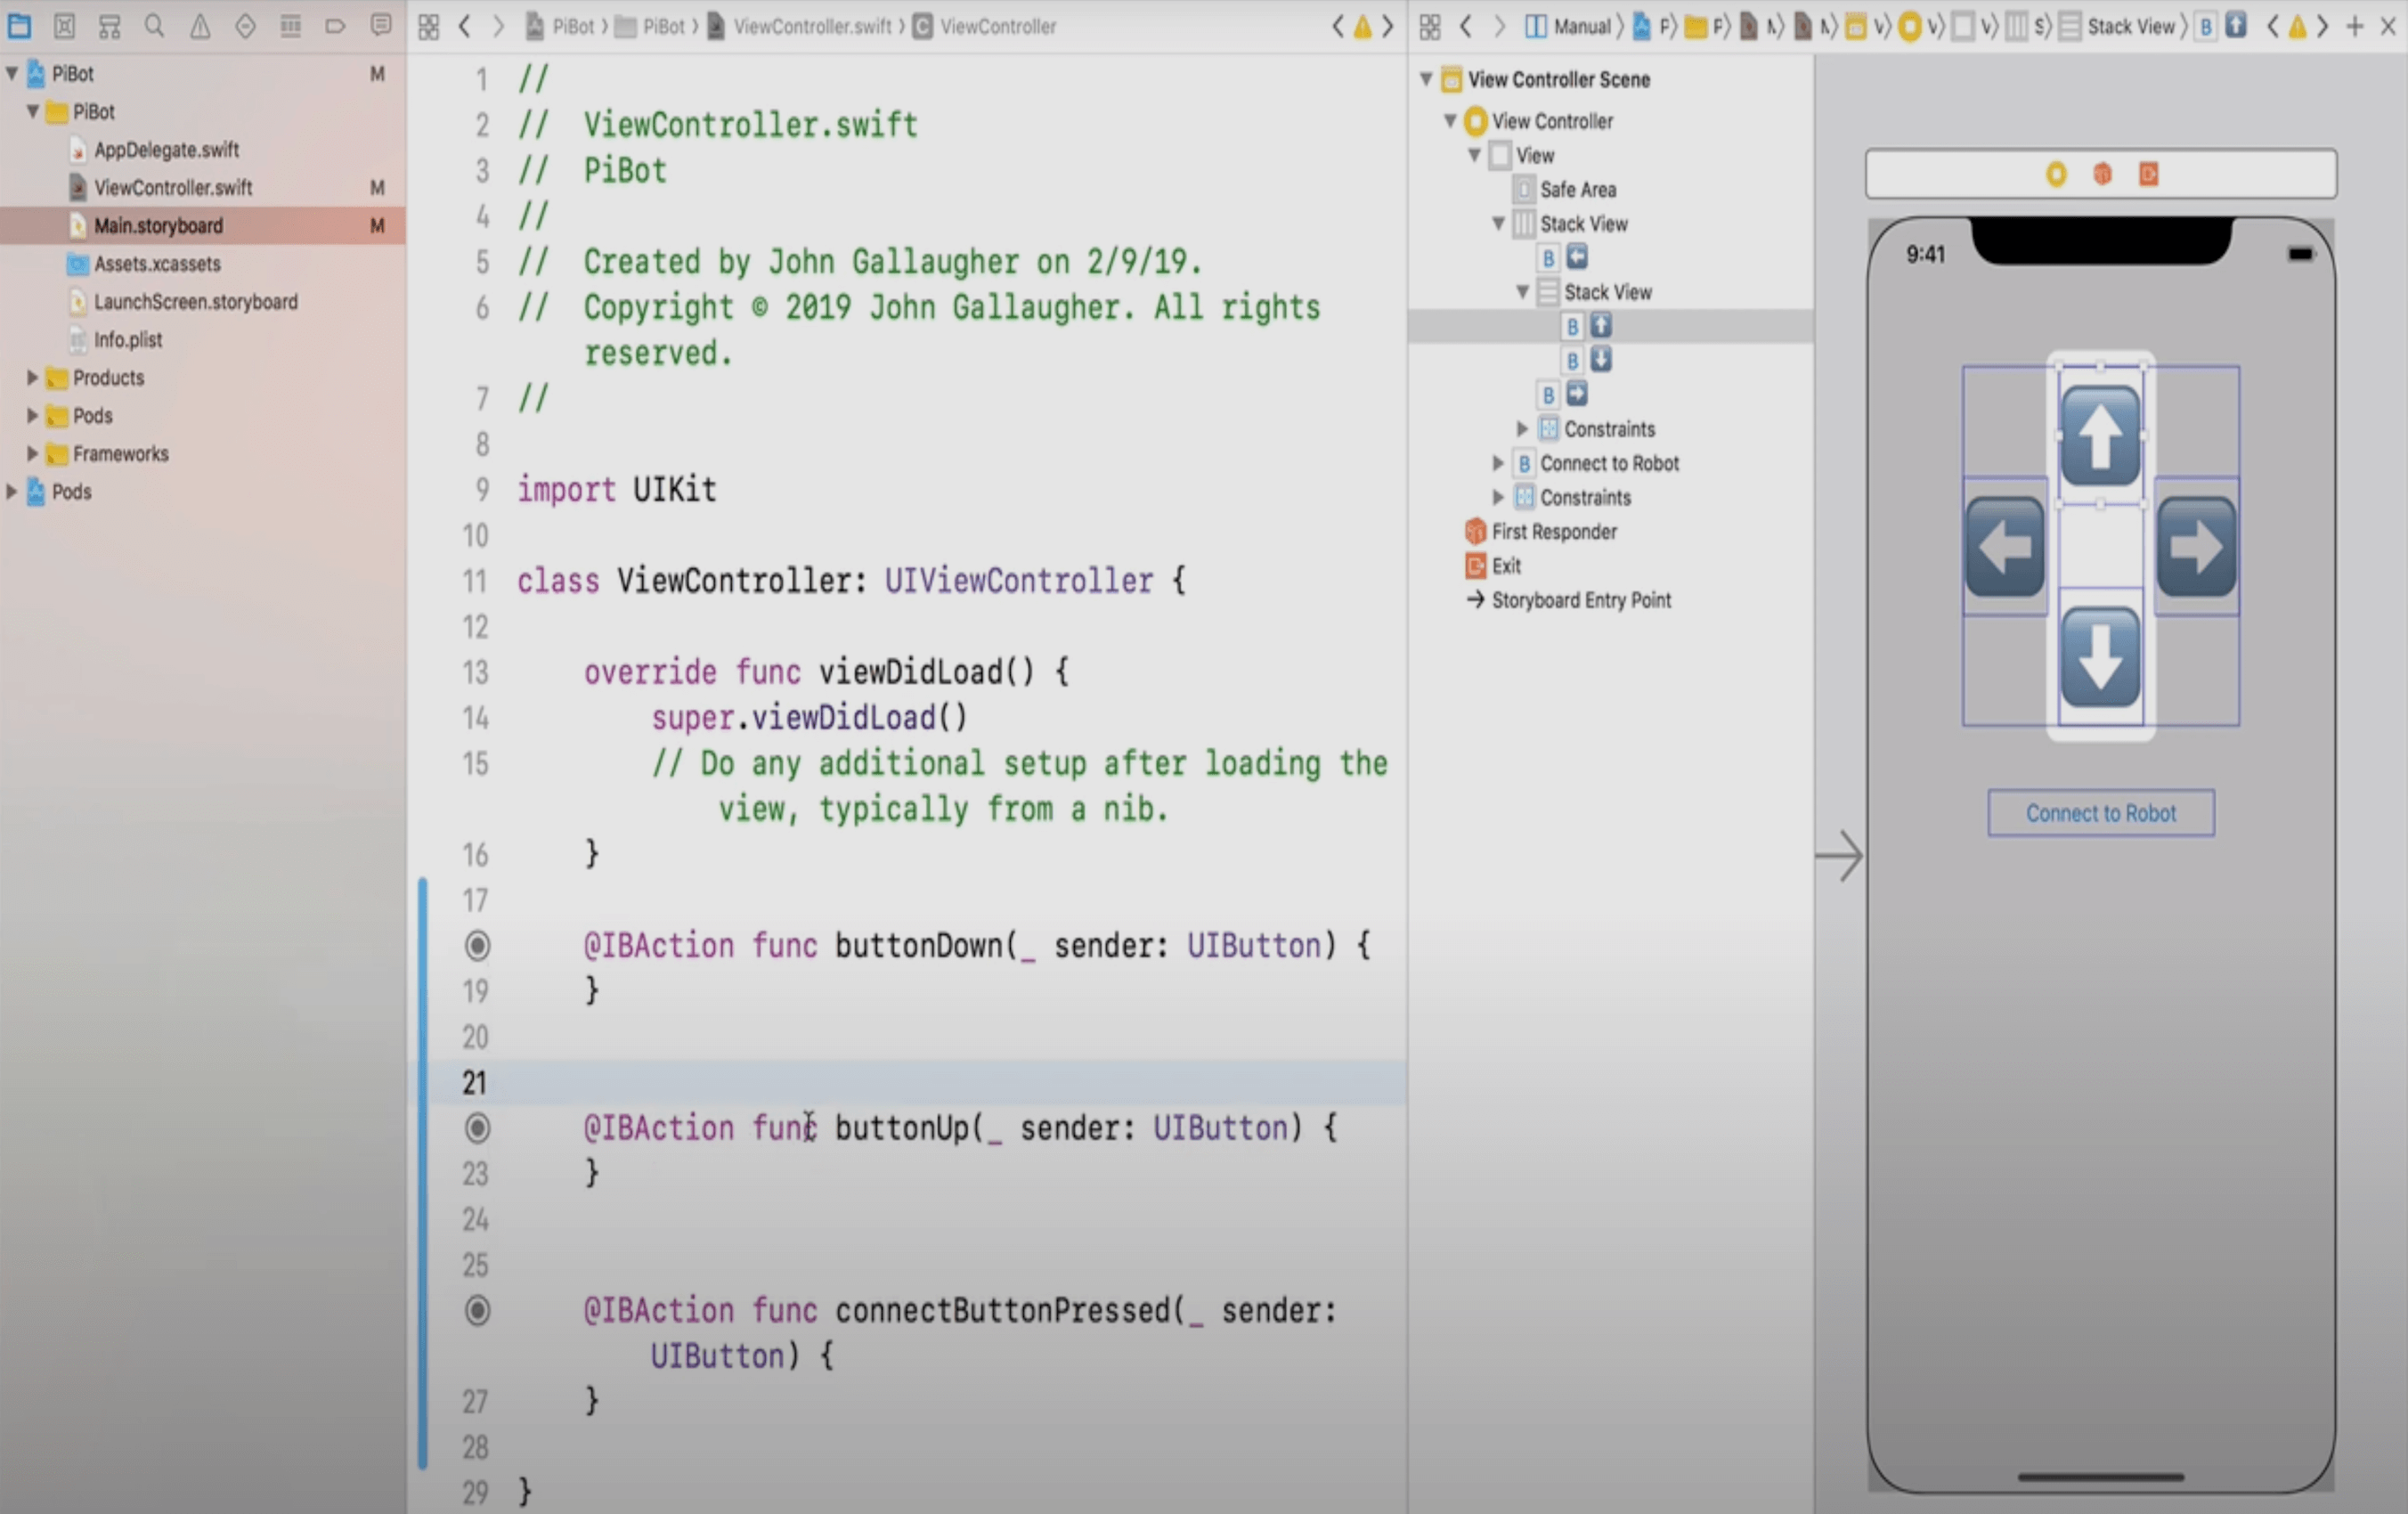 PiBot M
PiBot
AppDelegate.swift
ViewController.swift M
Main.storyboard M
Assets.xcassets
LaunchScreen.storyboard
Info.plist
Products
Pods
Frameworks
Pods
PiBot PiBot ViewController.swift C ViewController
1 //
2 // ViewController.swift
3 // PiBot
4 //
5 // Created by John Gallaugher on 2/9/19.
6 // Copyright © 2019 John Gallaugher. All rights
reserved.
7 //
8
9 import UIKit
10
11 class ViewController: UIViewController {
12
13 override func viewDidLoad() {
14 super.viewDidLoad()
15 // Do any additional setup after loading the
view, typically from a nib.
16 }
17
@IBAction func buttonDown(_ sender: UIButton) {
19 }
20
21
@IBAction func buttonUp(_ sender: UIButton) {
23 }
24
25
@IBAction func connectButtonPressed(_ sender:
UIButton) {
27 }
28
29 }
Manual Stack View B
View Controller Scene
View Controller
View
Safe Area
Stack View
B
Stack View
B
B
B
Constraints
B Connect to Robot
Constraints
First Responder
Exit
Storyboard Entry Point
9:41
Connect to Robot